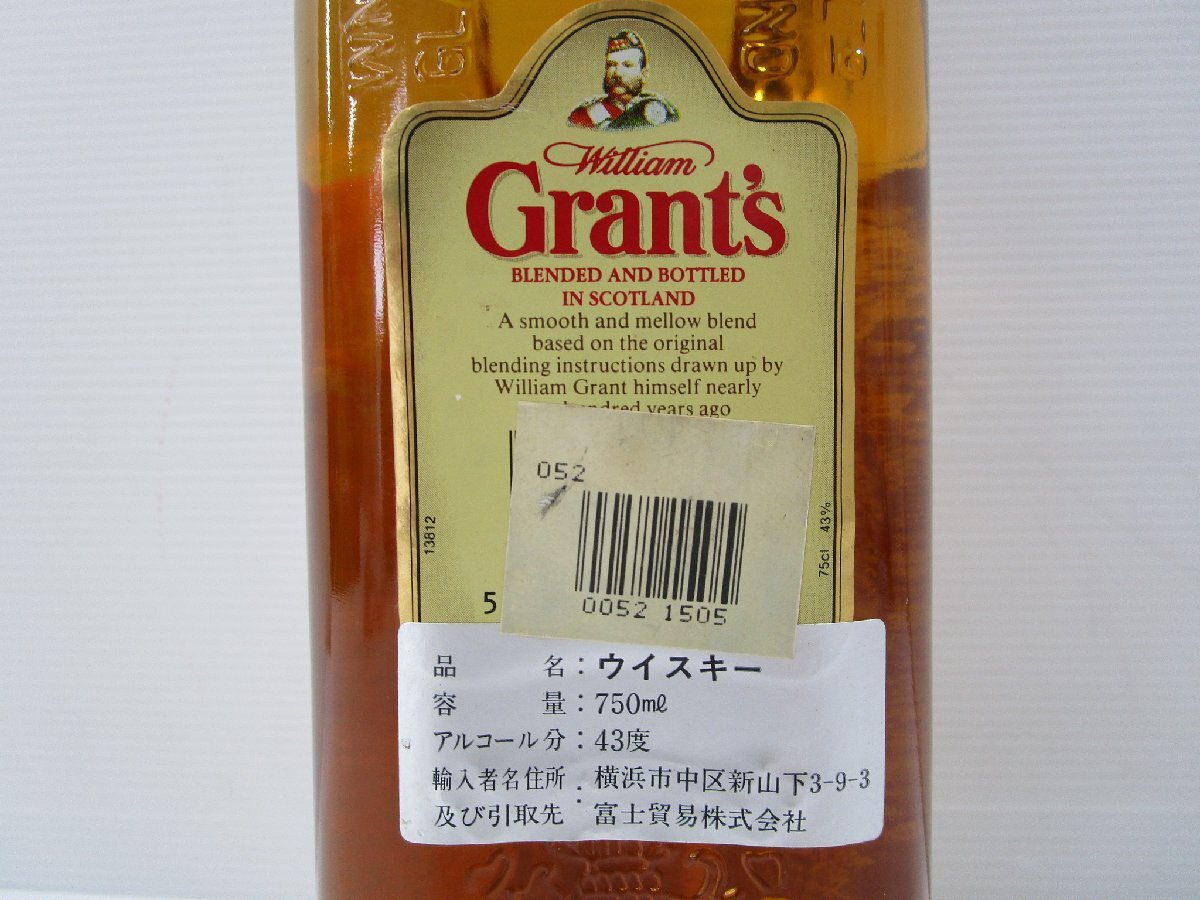 William
Grant's
BLENDED AND BOTTLED
IN SCOTLAND
A smooth and mellow blend
based on the original
blending instructions drawn up by
William Grant himself nearly
hundred years ago
052
0052 1505
13812
75cl 43%
5
品名：ウイスキー
容量：750ml
アルコール分：43度
輸入者名住所：横浜市中区新山下3-9-3
及び引取先 富士貿易株式会社